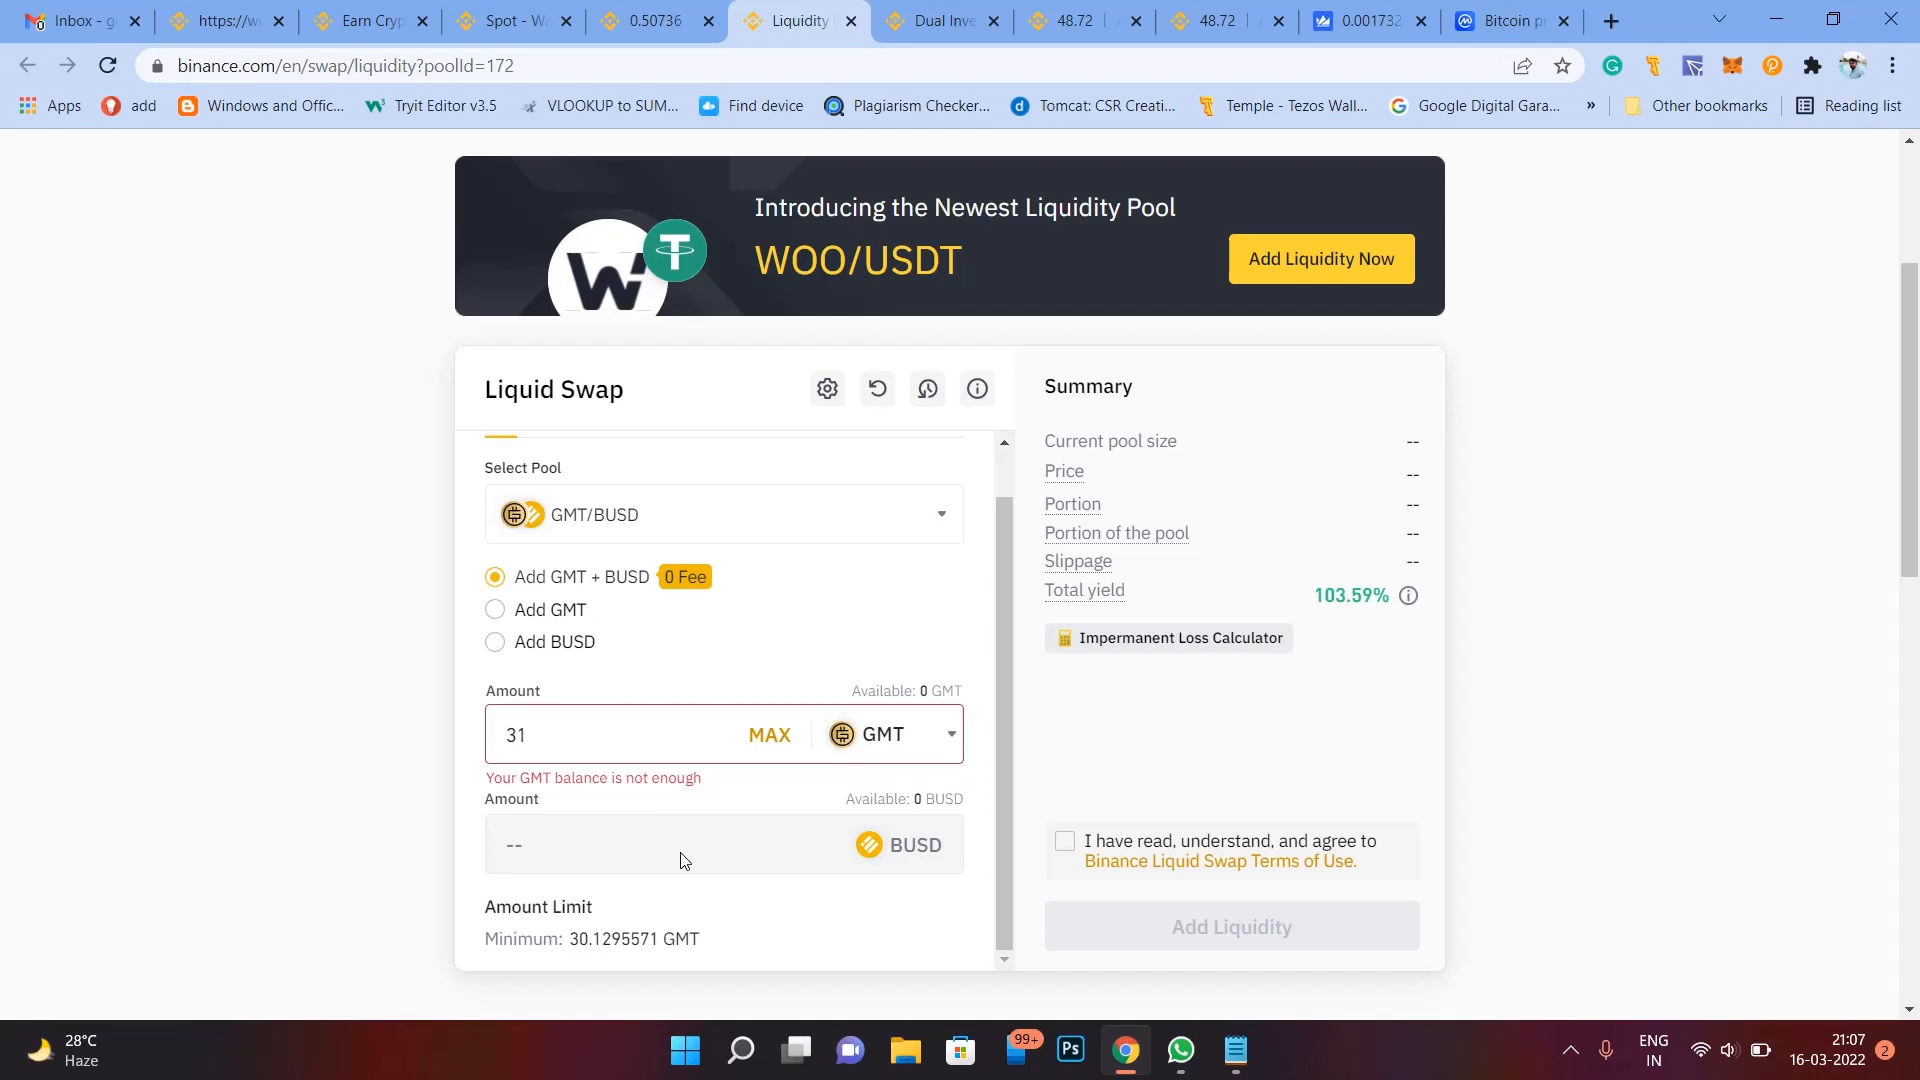 Inbox - g
https://w
Earn Cryp
Spot - W
0.50736
Liquidity
Dual Inve
48.72
48.72
0.001732
Bitcoin p
binance.com/en/swap/liquidity?poolId=172
Apps
add
Windows and Offic...
Tryit Editor v3.5
VLOOKUP to SUM...
Find device
Plagiarism Checker...
Tomcat: CSR Creati...
Temple - Tezos Wall...
Google Digital Gara...
»
Other bookmarks
Reading list
Introducing the Newest Liquidity Pool
WOO/USDT
Add Liquidity Now
Liquid Swap
Summary
Select Pool
GMT/BUSD
Add GMT + BUSD 0 Fee
Add GMT
Add BUSD
Amount
Available: 0 GMT
31
MAX
GMT
Your GMT balance is not enough
Amount
Available: 0 BUSD
--
BUSD
Amount Limit
Minimum: 30.1295571 GMT
Current pool size --
Price --
Portion --
Portion of the pool --
Slippage --
Total yield 103.59%
Impermanent Loss Calculator
I have read, understand, and agree to
Binance Liquid Swap Terms of Use.
Add Liquidity
28°C
Haze
99+
Ps
ENG
IN
21:07
16-03-2022
2